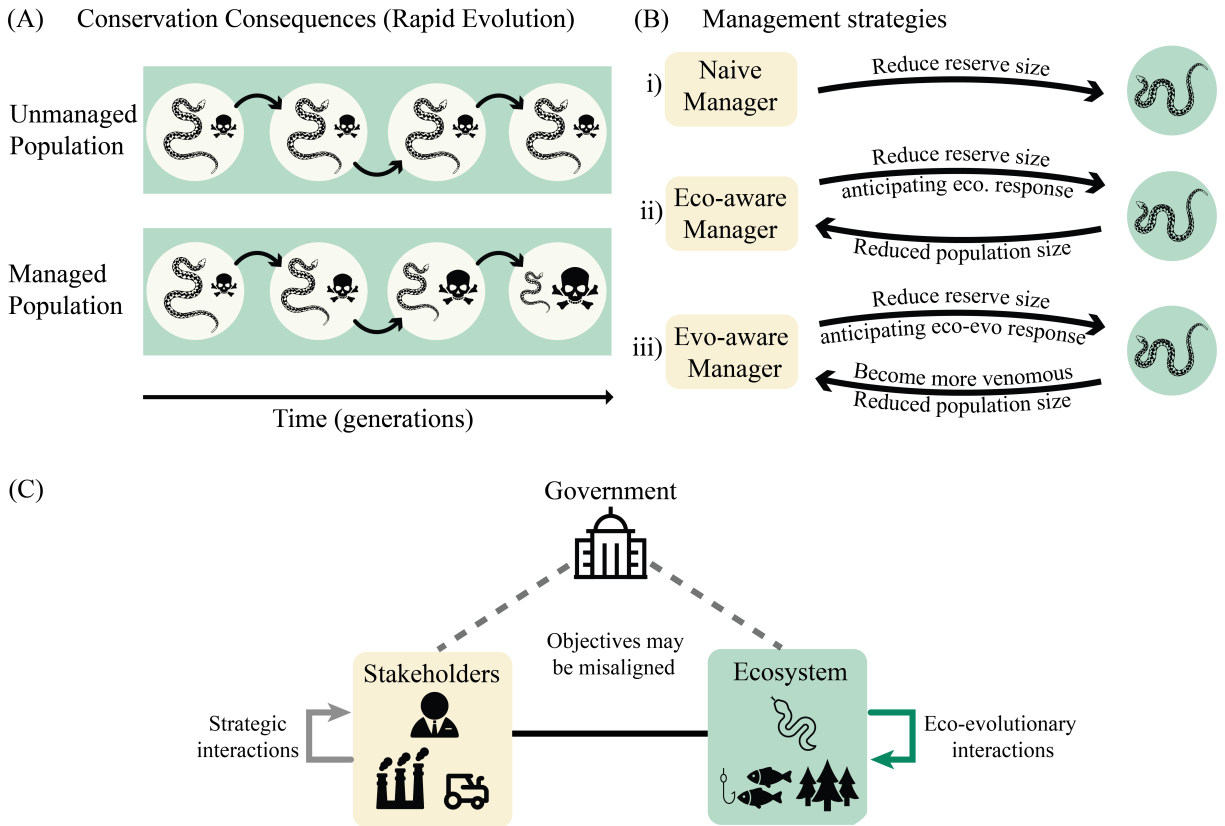 (A) Conservation Consequences (Rapid Evolution)
Unmanaged
Population
Managed
Population
Time (generations)
(B) Management strategies
i) Naive
Manager
Reduce reserve size
ii) Eco-aware
Manager
Reduce reserve size
anticipating eco. response
Reduced population size
iii) Evo-aware
Manager
Reduce reserve size
anticipating eco-evo response
Become more venomous
Reduced population size
(C)
Government
Objectives may
be misaligned
Stakeholders
Ecosystem
Strategic
interactions
Eco-evolutionary
interactions